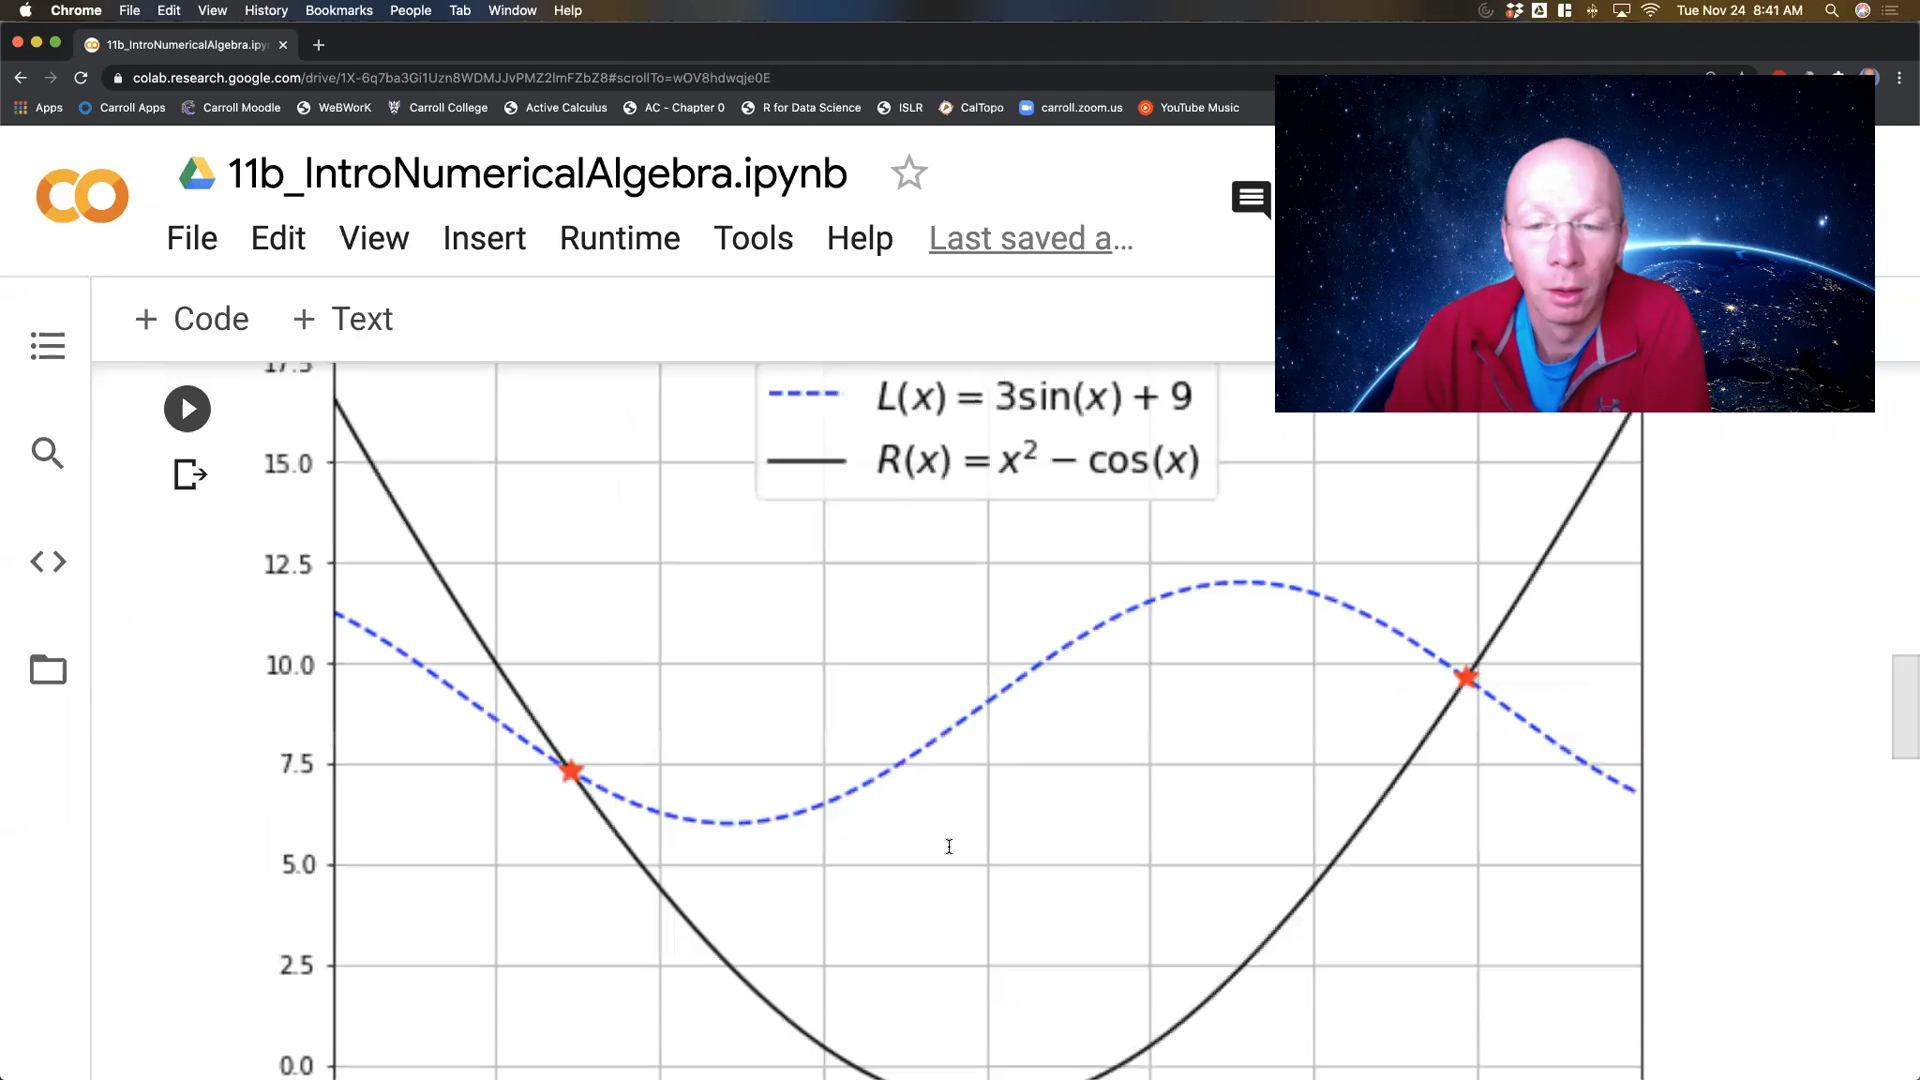 Chrome File Edit View History Bookmarks People Tab Window Help Tue Nov 24 8:41 AM
11b_IntroNumericalAlgebra.ipy
colab.research.google.com/drive/1X-6q7ba3Gi1Uzn8WDMJJvPMZ2lmFZbZ8#scrollTo=wOV8hdwqje0E
Apps Carroll Apps Carroll Moodle WeBWorK Carroll College Active Calculus AC - Chapter 0 R for Data Science ISLR CalTopo carroll.zoom.us YouTube Music
11b_IntroNumericalAlgebra.ipynb
File Edit View Insert Runtime Tools Help Last saved a…
+ Code + Text
17.5
L(x) = 3sin(x) + 9
R(x) = x² − cos(x)
15.0
12.5
10.0
7.5
5.0
2.5
0.0